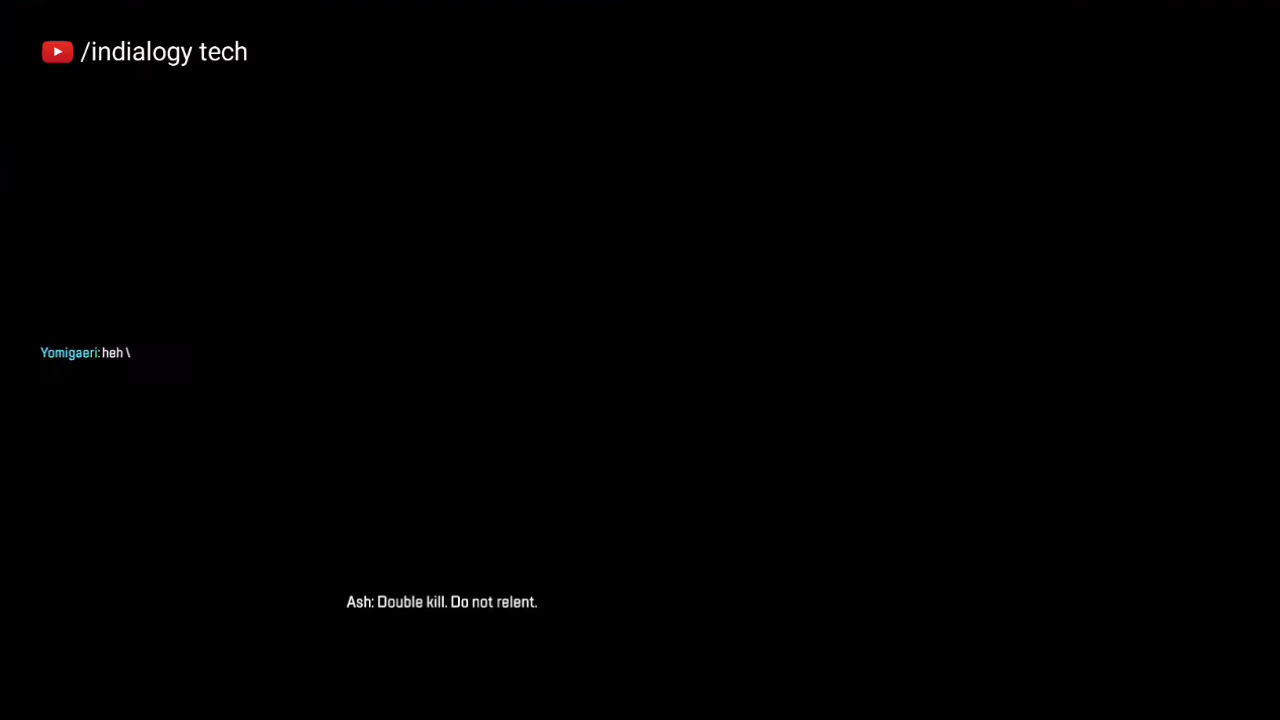 /indialogy tech
Yomigaeri: heh \
Ash: Double kill. Do not relent.